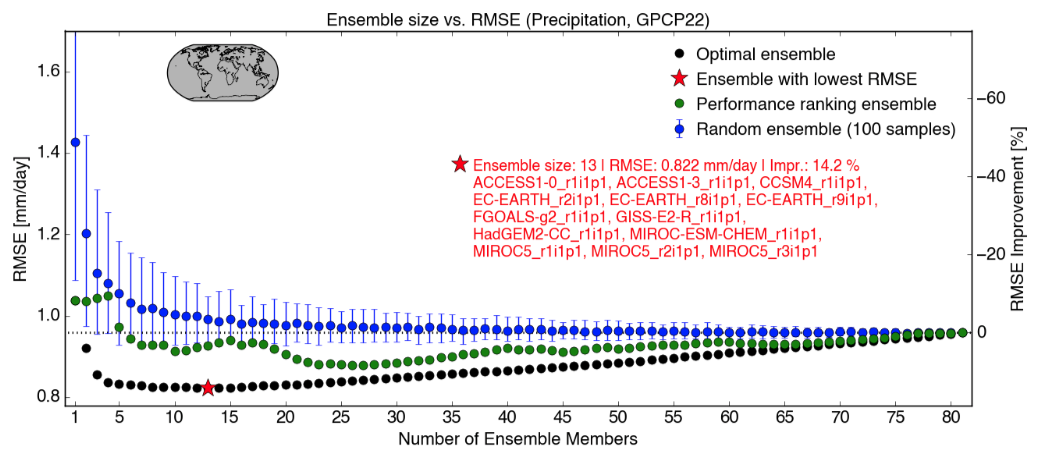 Ensemble size vs. RMSE (Precipitation, GPCP22)
Optimal ensemble
Ensemble with lowest RMSE
Performance ranking ensemble
Random ensemble (100 samples)
Ensemble size: 13 | RMSE: 0.822 mm/day | Impr.: 14.2 %
ACCESS1-0_r1i1p1, ACCESS1-3_r1i1p1, CCSM4_r1i1p1,
EC-EARTH_r2i1p1, EC-EARTH_r8i1p1, EC-EARTH_r9i1p1,
FGOALS-g2_r1i1p1, GISS-E2-R_r1i1p1,
HadGEM2-CC_r1i1p1, MIROC-ESM-CHEM_r1i1p1,
MIROC5_r1i1p1, MIROC5_r2i1p1, MIROC5_r3i1p1
RMSE [mm/day]
1.6
1.4
1.2
1.0
0.8
RMSE Improvement [%]
−60
−40
−20
0
1 5 10 15 20 25 30 35 40 45 50 55 60 65 70 75 81
Number of Ensemble Members